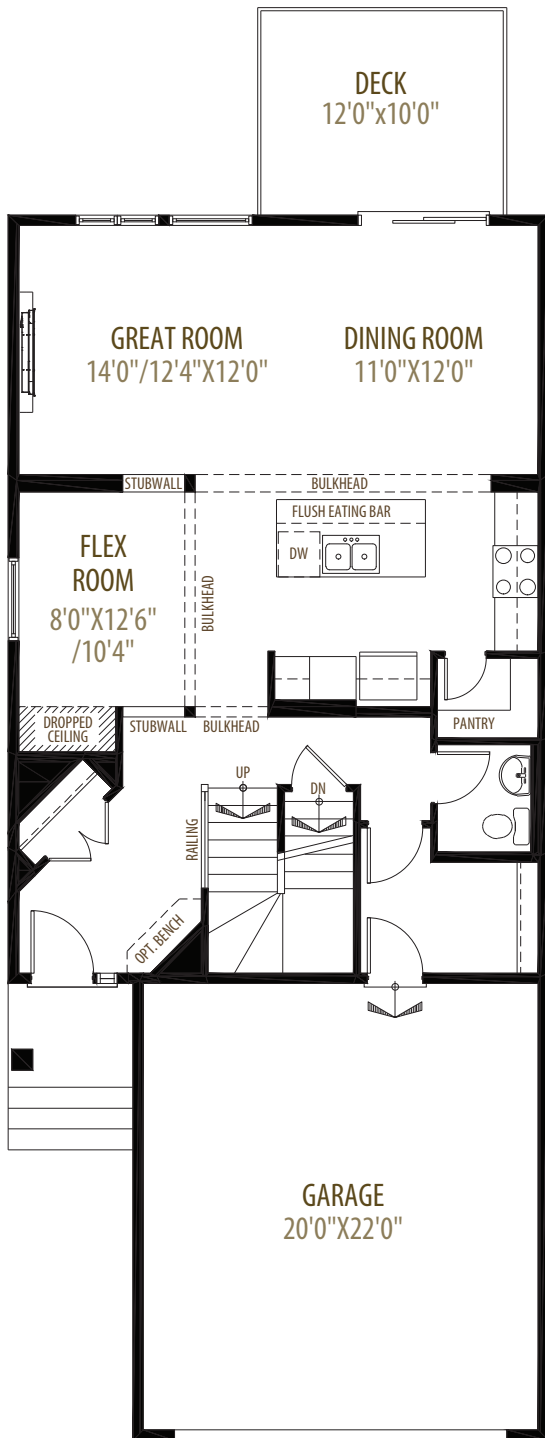 DECK
12'0"x10'0"
GREAT ROOM
14'0"/12'4"X12'0"
DINING ROOM
11'0"X12'0"
STUBWALL
BULKHEAD
FLUSH EATING BAR
DW
FLEX
ROOM
8'0"X12'6"
/10'4"
BULKHEAD
DROPPED
CEILING
STUBWALL
BULKHEAD
PANTRY
UP
DN
RAILING
OPT. BENCH
GARAGE
20'0"X22'0"